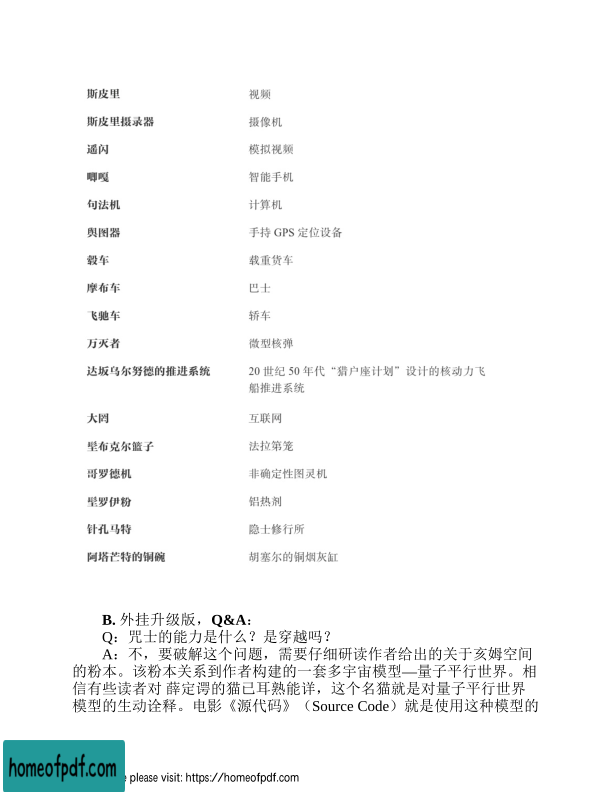 斯皮里 视频
斯皮里摄录器 摄像机
遥闪 模拟视频
唧嘎 智能手机
句法机 计算机
舆图器 手持 GPS 定位设备
毂车 载重货车
摩布车 巴士
飞驰车 轿车
万灭者 微型核弹
达坂乌尔努德的推进系统 20 世纪 50 年代“猎户座计划”设计的核动力飞
船推进系统
大罔 互联网
垩布克尔篮子 法拉第笼
哥罗德机 非确定性图灵机
垩罗伊粉 铝热剂
针孔马特 隐士修行所
阿塔芒特的铜碗 胡塞尔的铜烟灰缸
B. 外挂升级版，Q&A：
Q：咒士的能力是什么？是穿越吗？
A：不，要破解这个问题，需要仔细研读作者给出的关于亥姆空间
的粉本。该粉本关系到作者构建的一套多宇宙模型—量子平行世界。相
信有些读者对 薛定谔的猫已耳熟能详，这个名猫就是对量子平行世界
模型的生动诠释。电影《源代码》（Source Code）就是使用这种模型的
homeofpdf.com
e please visit: https://homeofpdf.com